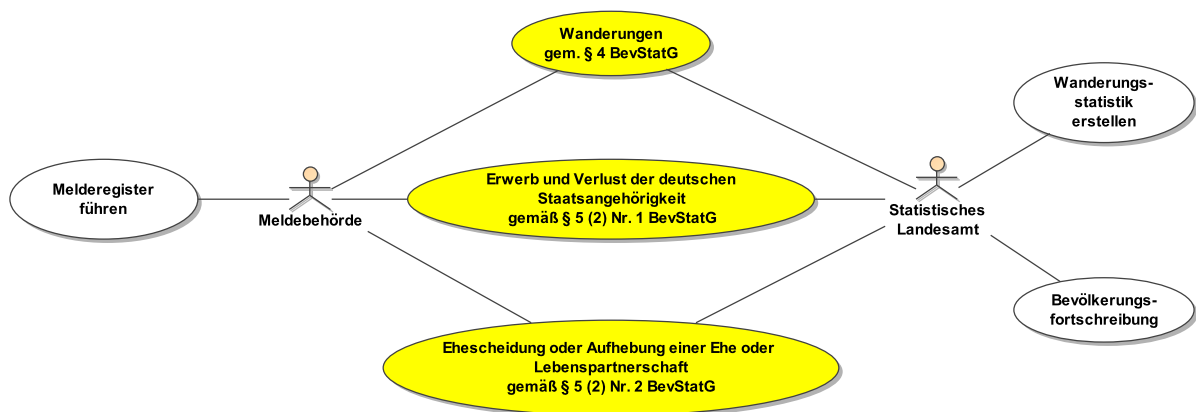 Wanderungen
gem. § 4 BevStatG
Wanderungs-
statistik
erstellen
Melderegister
führen
Meldebehörde
Erwerb und Verlust der deutschen
Staatsangehörigkeit
gemäß § 5 (2) Nr. 1 BevStatG
Statistisches
Landesamt
Bevölkerungs-
fortschreibung
Ehescheidung oder Aufhebung einer Ehe oder
Lebenspartnerschaft
gemäß § 5 (2) Nr. 2 BevStatG